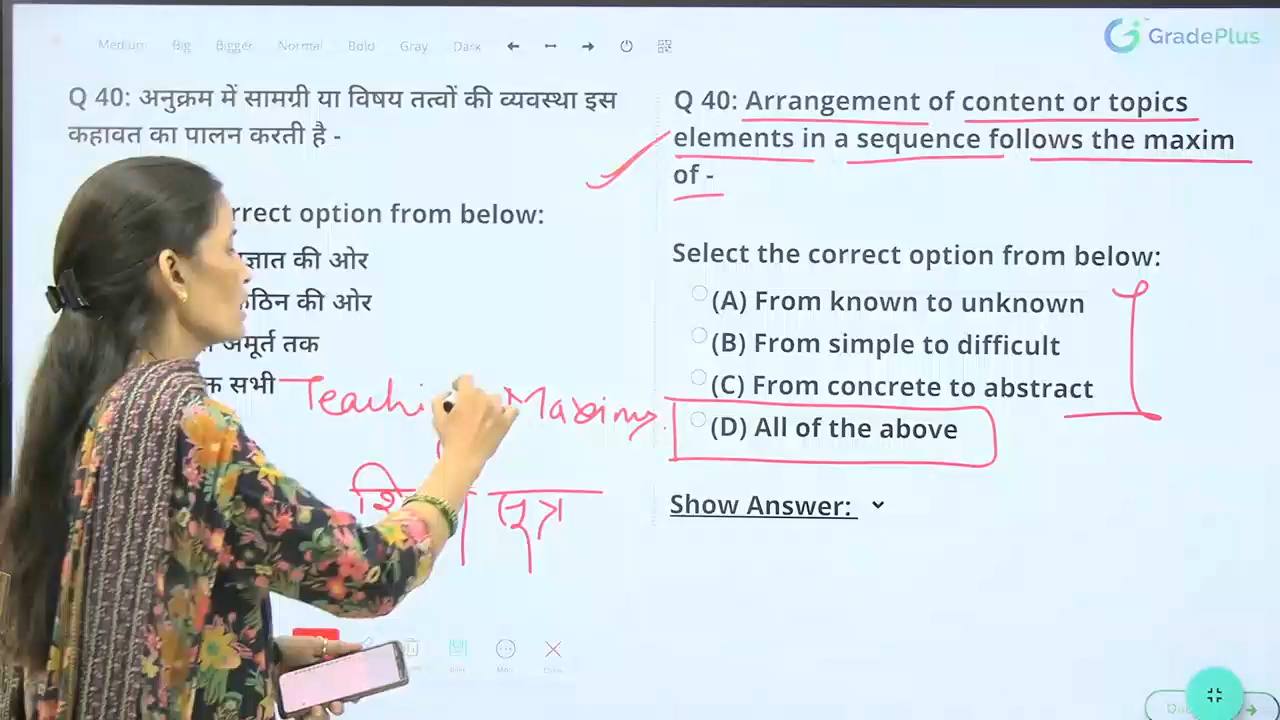 Medium Big Bigger Normal Bold Gray Dark
GradePlus
Q 40: अनुक्रम में सामग्री या विषय तत्वों की व्यवस्था इस
कहावत का पालन करती है -
correct option from below:
की ओर
की ओर
अमूर्त तक
सभी
Teachi Maxims
सूत्र
Q 40: Arrangement of content or topics
elements in a sequence follows the maxim
of -
Select the correct option from below:
(A) From known to unknown
(B) From simple to difficult
(C) From concrete to abstract
(D) All of the above
Show Answer: